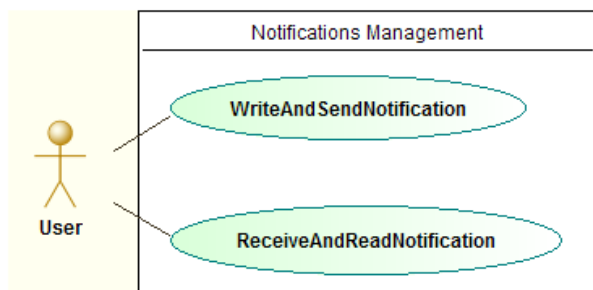 Notifications Management
WriteAndSendNotification
User
ReceiveAndReadNotification